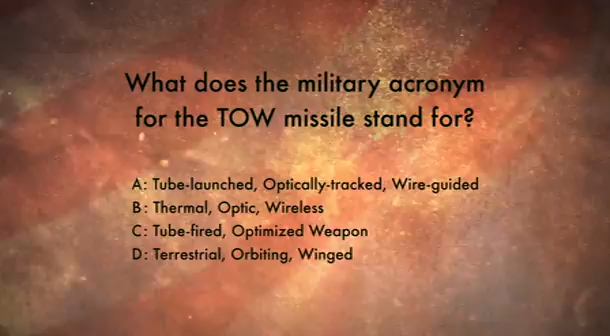 What does the military acronym
for the TOW missile stand for?
A: Tube-launched, Optically-tracked, Wire-guided
B: Thermal, Optic, Wireless
C: Tube-fired, Optimized Weapon
D: Terrestrial, Orbiting, Winged